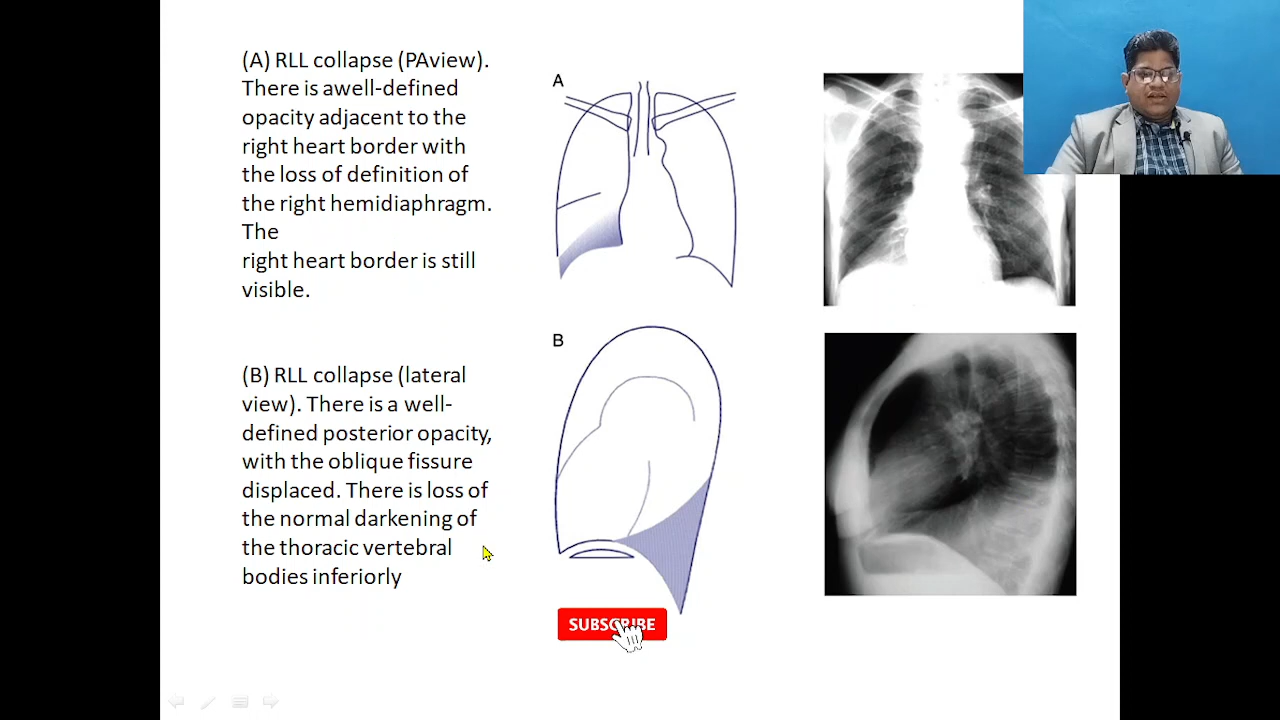 (A) RLL collapse (PAview).
There is awell-defined
opacity adjacent to the
right heart border with
the loss of definition of
the right hemidiaphragm.
The
right heart border is still
visible.
A
(B) RLL collapse (lateral
view). There is a well-
defined posterior opacity,
with the oblique fissure
displaced. There is loss of
the normal darkening of
the thoracic vertebral
bodies inferiorly
B
SUBSCRIBE